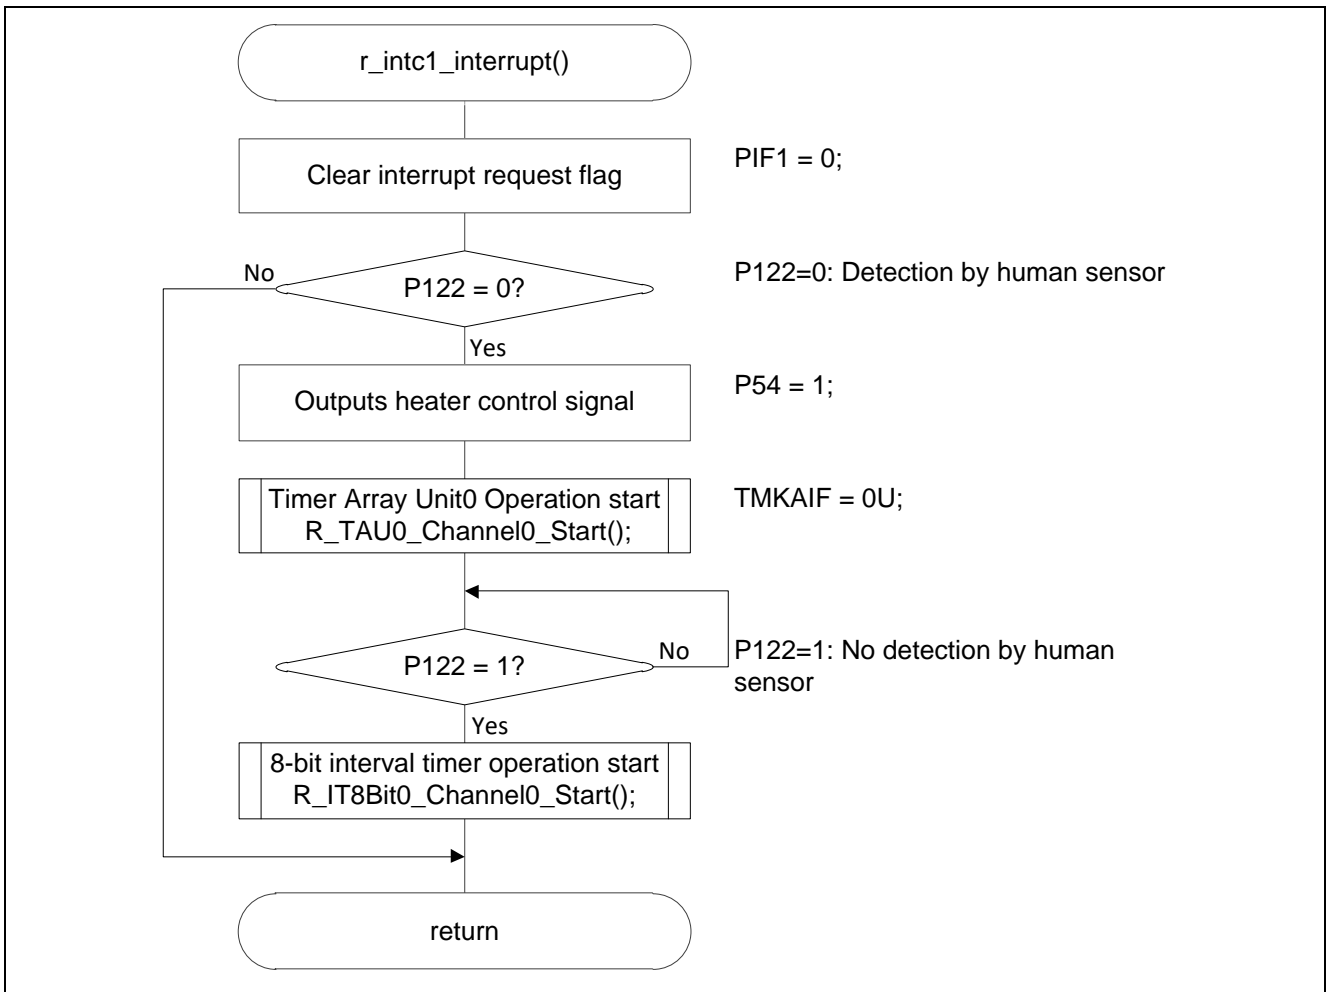 r_intc1_interrupt()
Clear interrupt request flag
PIF1 = 0;
No
P122 = 0?
P122=0: Detection by human sensor
Yes
Outputs heater control signal
P54 = 1;
Timer Array Unit0 Operation start
R_TAU0_Channel0_Start();
TMKAIF = 0U;
P122 = 1?
No
P122=1: No detection by human
sensor
Yes
8-bit interval timer operation start
R_IT8Bit0_Channel0_Start();
return